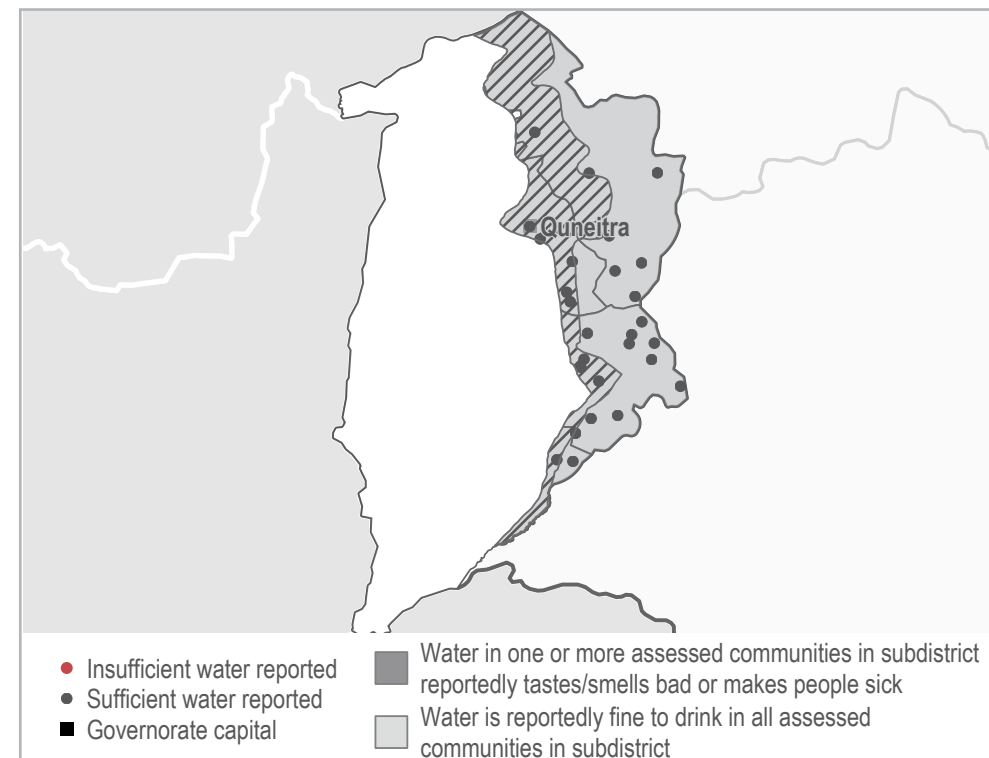 Quneitra
Insufficient water reported
Sufficient water reported
Governorate capital
Water in one or more assessed communities in subdistrict
reportedly tastes/smells bad or makes people sick
Water is reportedly fine to drink in all assessed
communities in subdistrict